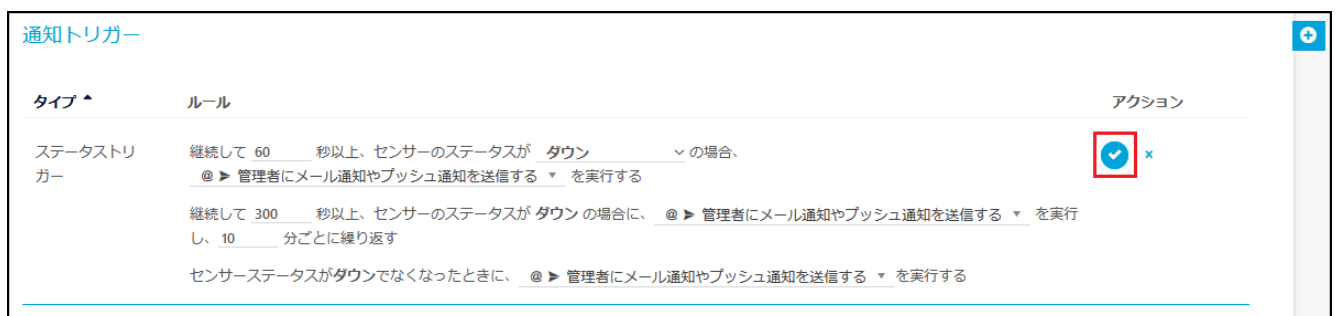 通知トリガー
タイプ ルール アクション
ステータストリガー
継続して 60 秒以上、センサーのステータスが ダウン の場合、
@ ➤ 管理者にメール通知やプッシュ通知を送信する ▼ を実行する
継続して 300 秒以上、センサーのステータスが ダウン の場合に、 @ ➤ 管理者にメール通知やプッシュ通知を送信する ▼ を実行
し、 10 分ごとに繰り返す
センサーステータスがダウンでなくなったときに、 @ ➤ 管理者にメール通知やプッシュ通知を送信する ▼ を実行する